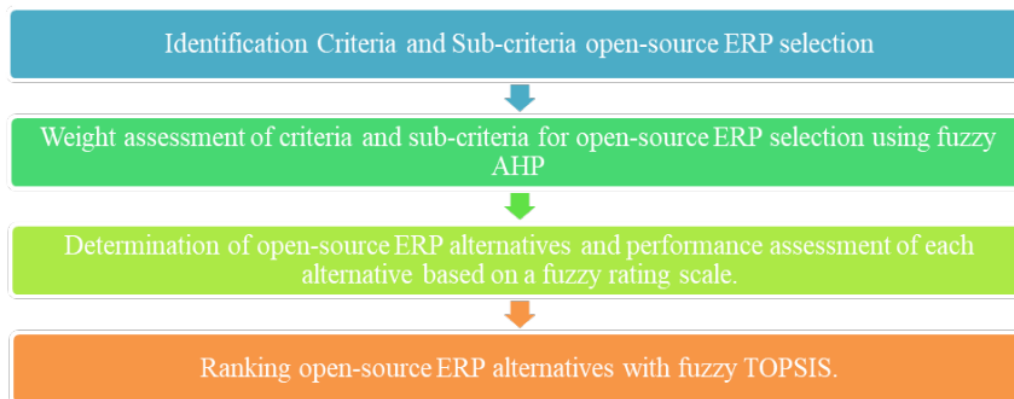 Identification Criteria and Sub-criteria open-source ERP selection
Weight assessment of criteria and sub-criteria for open-source ERP selection using fuzzy
AHP
Determination of open-source ERP alternatives and performance assessment of each
alternative based on a fuzzy rating scale.
Ranking open-source ERP alternatives with fuzzy TOPSIS.